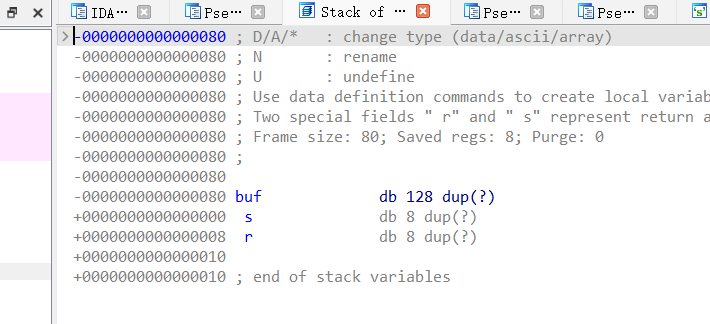 IDA⋯ Pse⋯ Stack of ⋯ Pse⋯ Pse⋯
-0000000000000080 ; D/A/* : change type (data/ascii/array)
-0000000000000080 ; N : rename
-0000000000000080 ; U : undefine
-0000000000000080 ; Use data definition commands to create local variab
-0000000000000080 ; Two special fields " r" and " s" represent return a
-0000000000000080 ; Frame size: 80; Saved regs: 8; Purge: 0
-0000000000000080 ;
-0000000000000080
-0000000000000080 buf db 128 dup(?)
+0000000000000000 s db 8 dup(?)
+0000000000000008 r db 8 dup(?)
+0000000000000010
+0000000000000010 ; end of stack variables